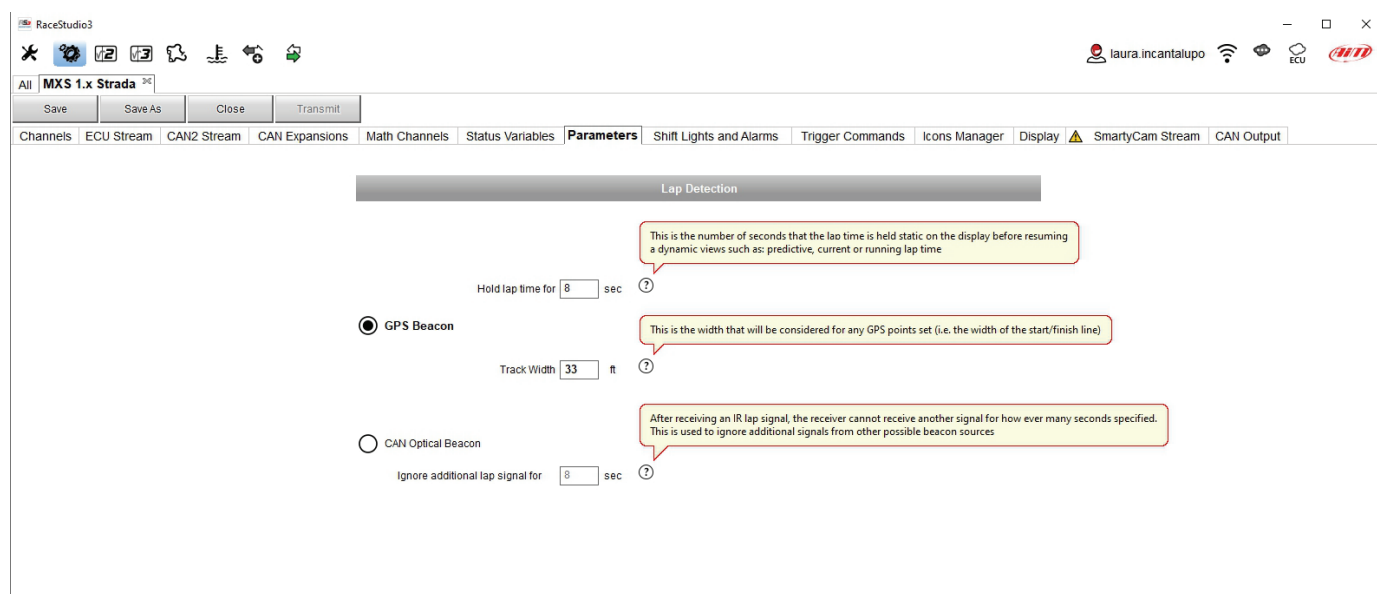 RaceStudio3
laura.incantalupo
ECU
AiM
All MXS 1.x Strada
Save Save As Close Transmit
Channels ECU Stream CAN2 Stream CAN Expansions Math Channels Status Variables Parameters Shift Lights and Alarms Trigger Commands Icons Manager Display SmartyCam Stream CAN Output
Lap Detection
This is the number of seconds that the lap time is held static on the display before resuming
a dynamic views such as: predictive, current or running lap time
Hold lap time for 8 sec ?
GPS Beacon
This is the width that will be considered for any GPS points set (i.e. the width of the start/finish line)
Track Width 33 ft ?
After receiving an IR lap signal, the receiver cannot receive another signal for how ever many seconds specified.
This is used to ignore additional signals from other possible beacon sources
CAN Optical Beacon
Ignore additional lap signal for 8 sec ?